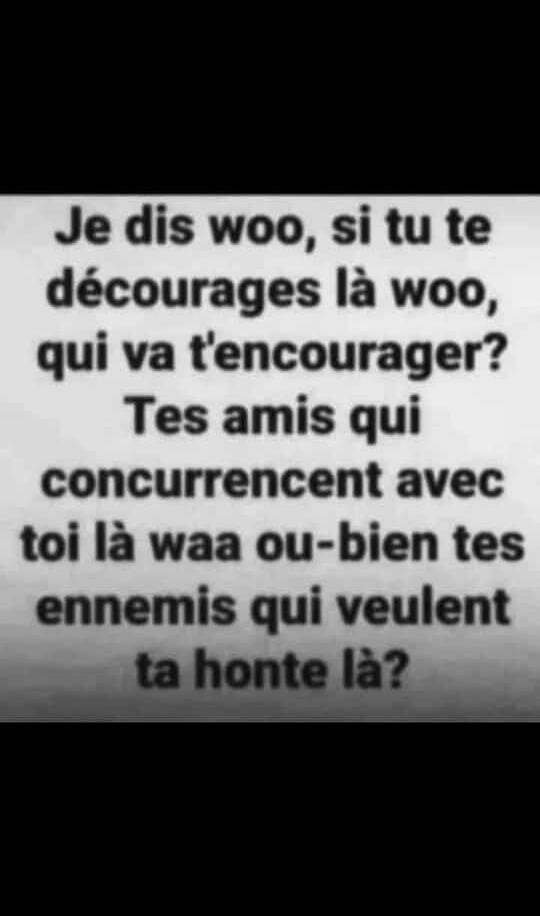 Je dis woo, si tu te
décourages là woo,
qui va t'encourager?
Tes amis qui
concurrencent avec
toi là waa ou-bien tes
ennemis qui veulent
ta honte là?